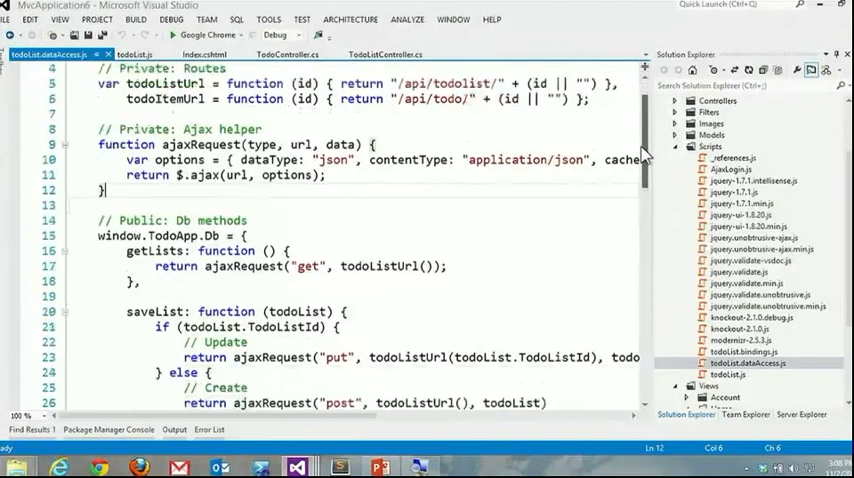 MvcApplication6 - Microsoft Visual Studio
Quick Launch (Ctrl+Q)
FILE EDIT VIEW PROJECT BUILD DEBUG TEAM SQL TOOLS TEST ARCHITECTURE ANALYZE WINDOW HELP
Google Chrome Debug
todoList.dataAccess.js todoList.js Index.cshtml TodoController.cs TodoListController.cs
4 // Private: Routes
5 var todoListUrl = function (id) { return "/api/todolist/" + (id || "") },
6 todoItemUrl = function (id) { return "/api/todo/" + (id || "") };
7
8 // Private: Ajax helper
9 function ajaxRequest(type, url, data) {
10 var options = { dataType: "json", contentType: "application/json", cache
11 return $.ajax(url, options);
12 }
13
14 // Public: Db methods
15 window.TodoApp.Db = {
16 getLists: function () {
17 return ajaxRequest("get", todoListUrl());
18 },
19
20 saveList: function (todoList) {
21 if (todoList.TodoListId) {
22 // Update
23 return ajaxRequest("put", todoListUrl(todoList.TodoListId), todo
24 } else {
25 // Create
26 return ajaxRequest("post", todoListUrl(), todoList)
100 %
Solution Explorer
Search Solution Explorer
Controllers
Filters
Images
Models
Scripts
_references.js
AjaxLogin.js
jquery-1.7.1.intellisense.js
jquery-1.7.1.js
jquery-1.7.1.min.js
jquery-ui-1.8.20.js
jquery-ui-1.8.20.min.js
jquery.unobtrusive-ajax.js
jquery.unobtrusive-ajax.min.js
jquery.validate-vsdoc.js
jquery.validate.js
jquery.validate.min.js
jquery.validate.unobtrusive.js
jquery.validate.unobtrusive.min.js
knockout-2.1.0.debug.js
knockout-2.1.0.js
modernizr-2.5.3.js
todoList.bindings.js
todoList.dataAccess.js
todoList.js
Views
Account
Solution Explorer Team Explorer Server Explorer
Find Results 1 Package Manager Console Output Error List
Ready
Ln 12 Col 6 Ch 6
3:08 PM